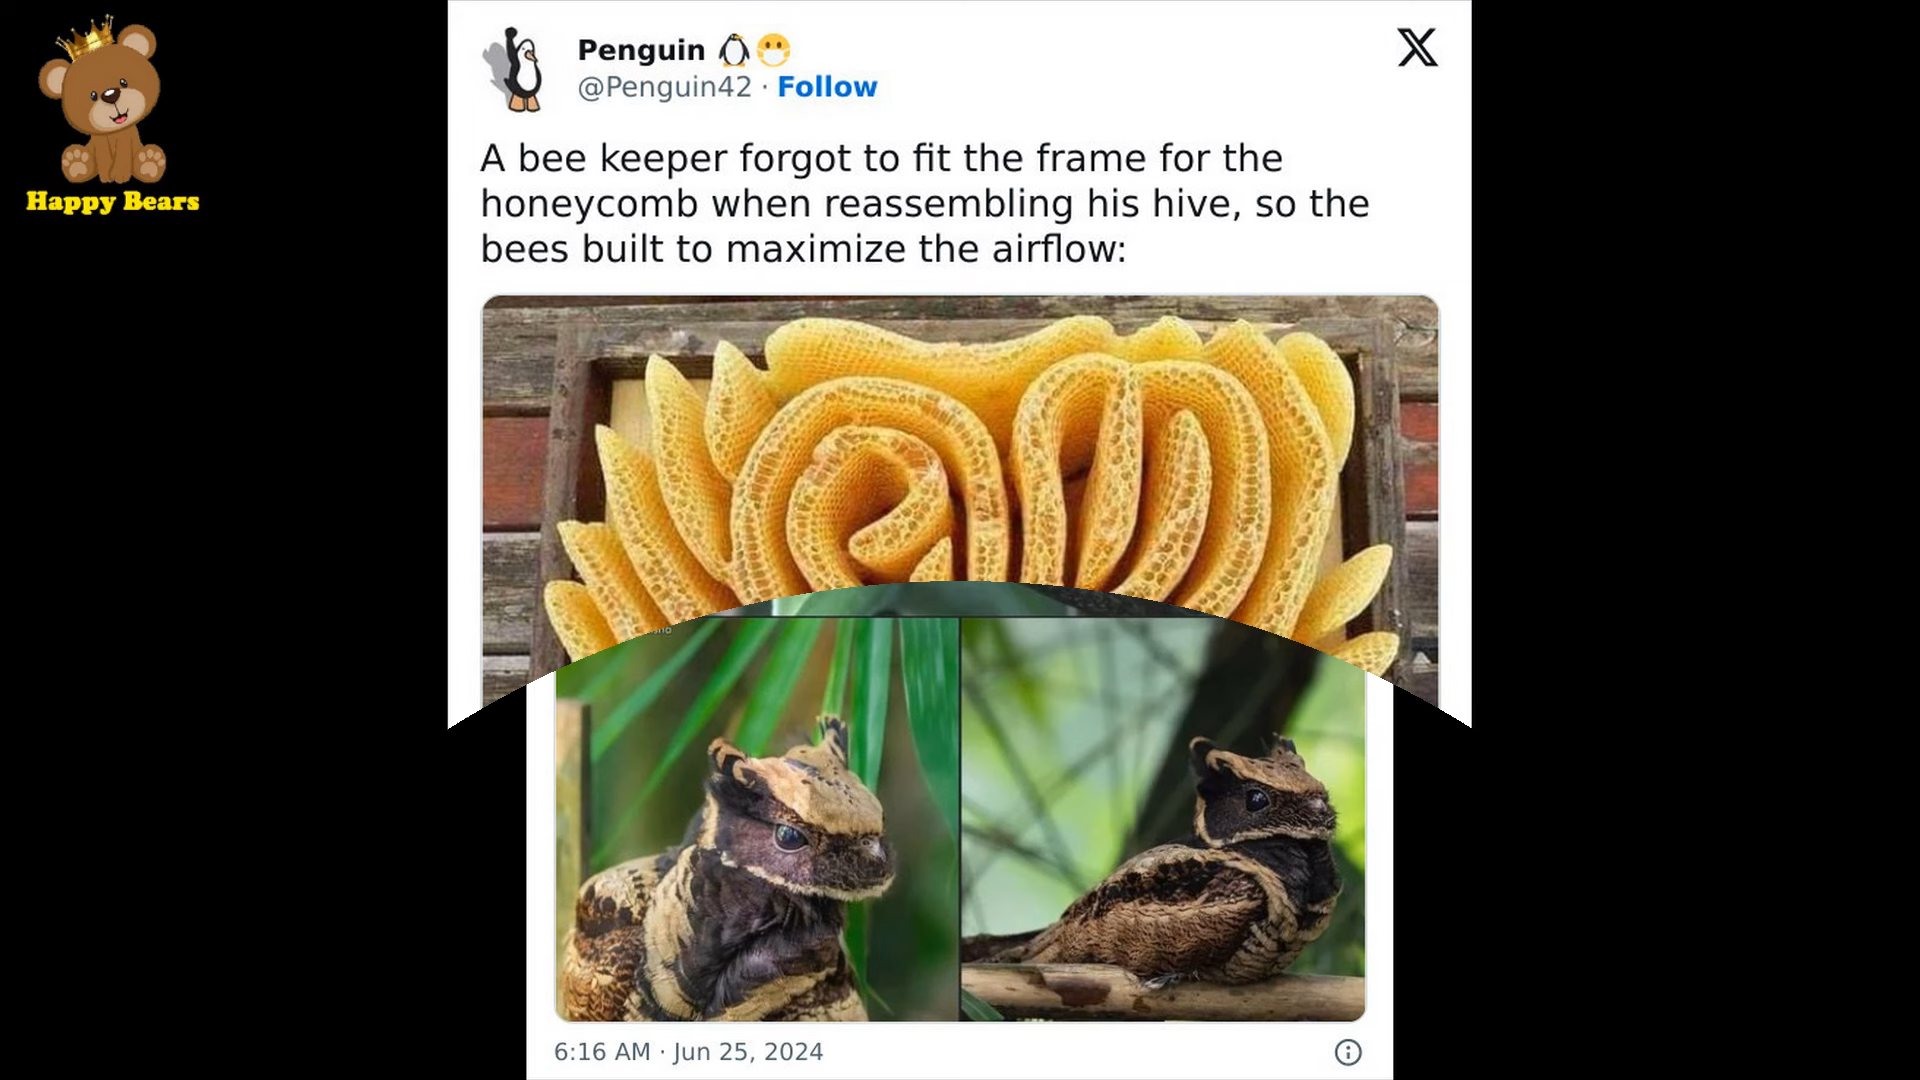 Happy Bears
Penguin 🐧😷
@Penguin42 · Follow
A bee keeper forgot to fit the frame for the
honeycomb when reassembling his hive, so the
bees built to maximize the airflow:
6:16 AM · Jun 25, 2024